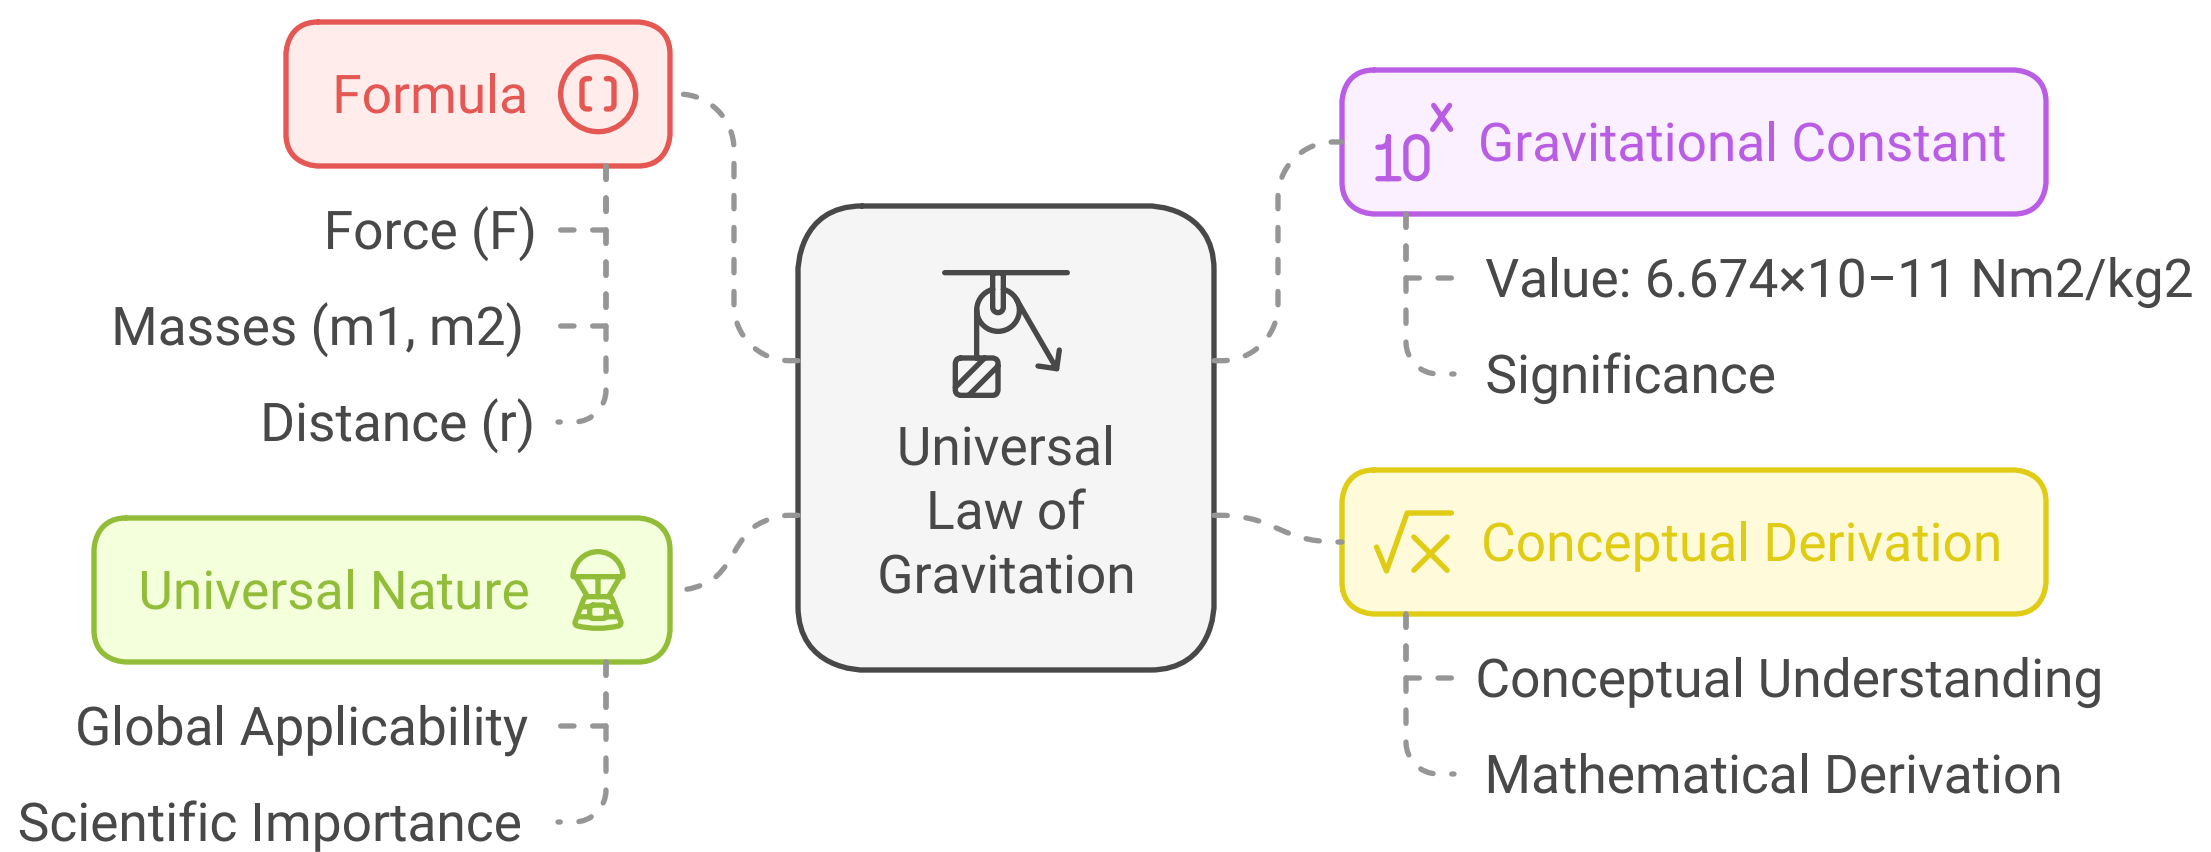 Formula
Force (F)
Masses (m1, m2)
Distance (r)
Universal Nature
Global Applicability
Scientific Importance
Universal
Law of
Gravitation
10x Gravitational Constant
Value: 6.674×10−11 Nm2/kg2
Significance
√x Conceptual Derivation
Conceptual Understanding
Mathematical Derivation